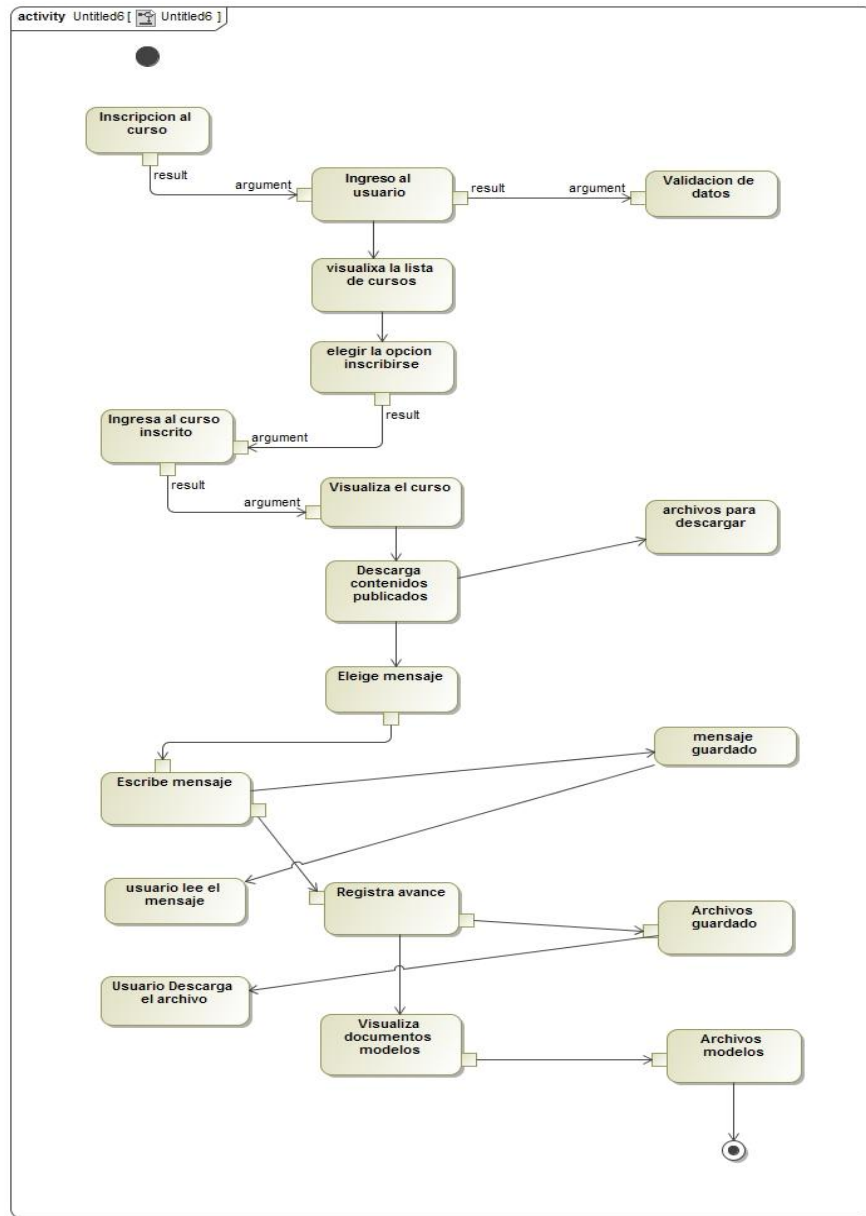 activity Untitled6 [ Untitled6 ]
Inscripcion al
curso
result
argument
Ingreso al
usuario
result
argument
Validacion de
datos
visualixa la lista
de cursos
elegir la opcion
inscribirse
result
argument
Ingresa al curso
inscrito
result
argument
Visualiza el curso
archivos para
descargar
Descarga
contenidos
publicados
Eleige mensaje
mensaje
guardado
Escribe mensaje
usuario lee el
mensaje
Registra avance
Archivos
guardado
Usuario Descarga
el archivo
Visualiza
documentos
modelos
Archivos
modelos